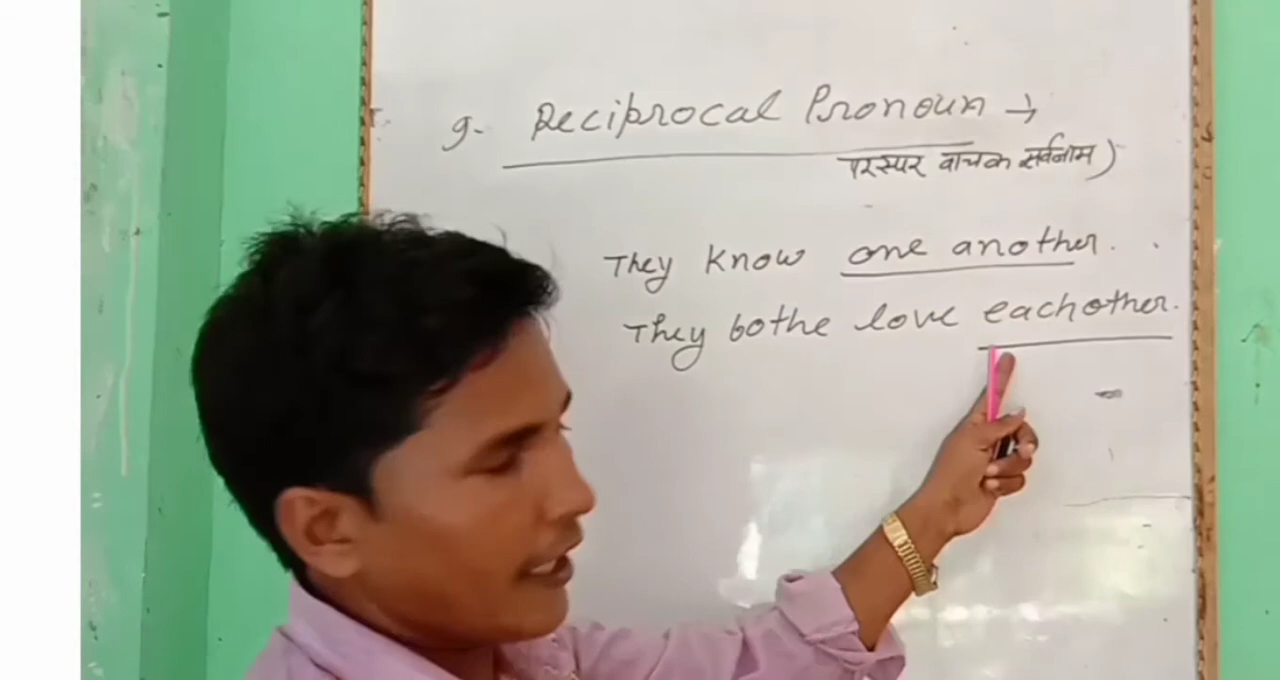 9- Reciprocal Pronoun →
परस्पर वाचक सर्वनाम)
They know one another.
They bothe love eachother.